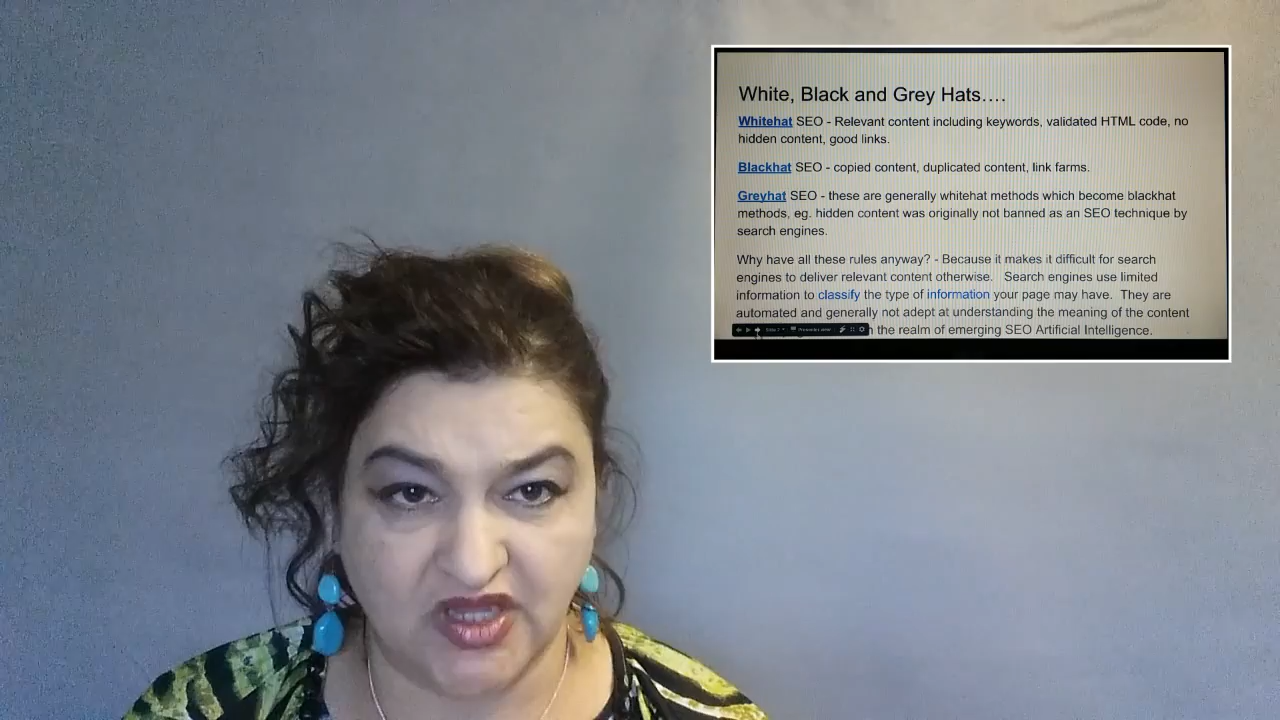 White, Black and Grey Hats....
Whitehat SEO - Relevant content including keywords, validated HTML code, no
hidden content, good links.
Blackhat SEO - copied content, duplicated content, link farms.
Greyhat SEO - these are generally whitehat methods which become blackhat
methods, eg. hidden content was originally not banned as an SEO technique by
search engines.
Why have all these rules anyway? - Because it makes it difficult for search
engines to deliver relevant content otherwise. Search engines use limited
information to classify the type of information your page may have. They are
automated and generally not adept at understanding the meaning of the content
the realm of emerging SEO Artificial Intelligence.